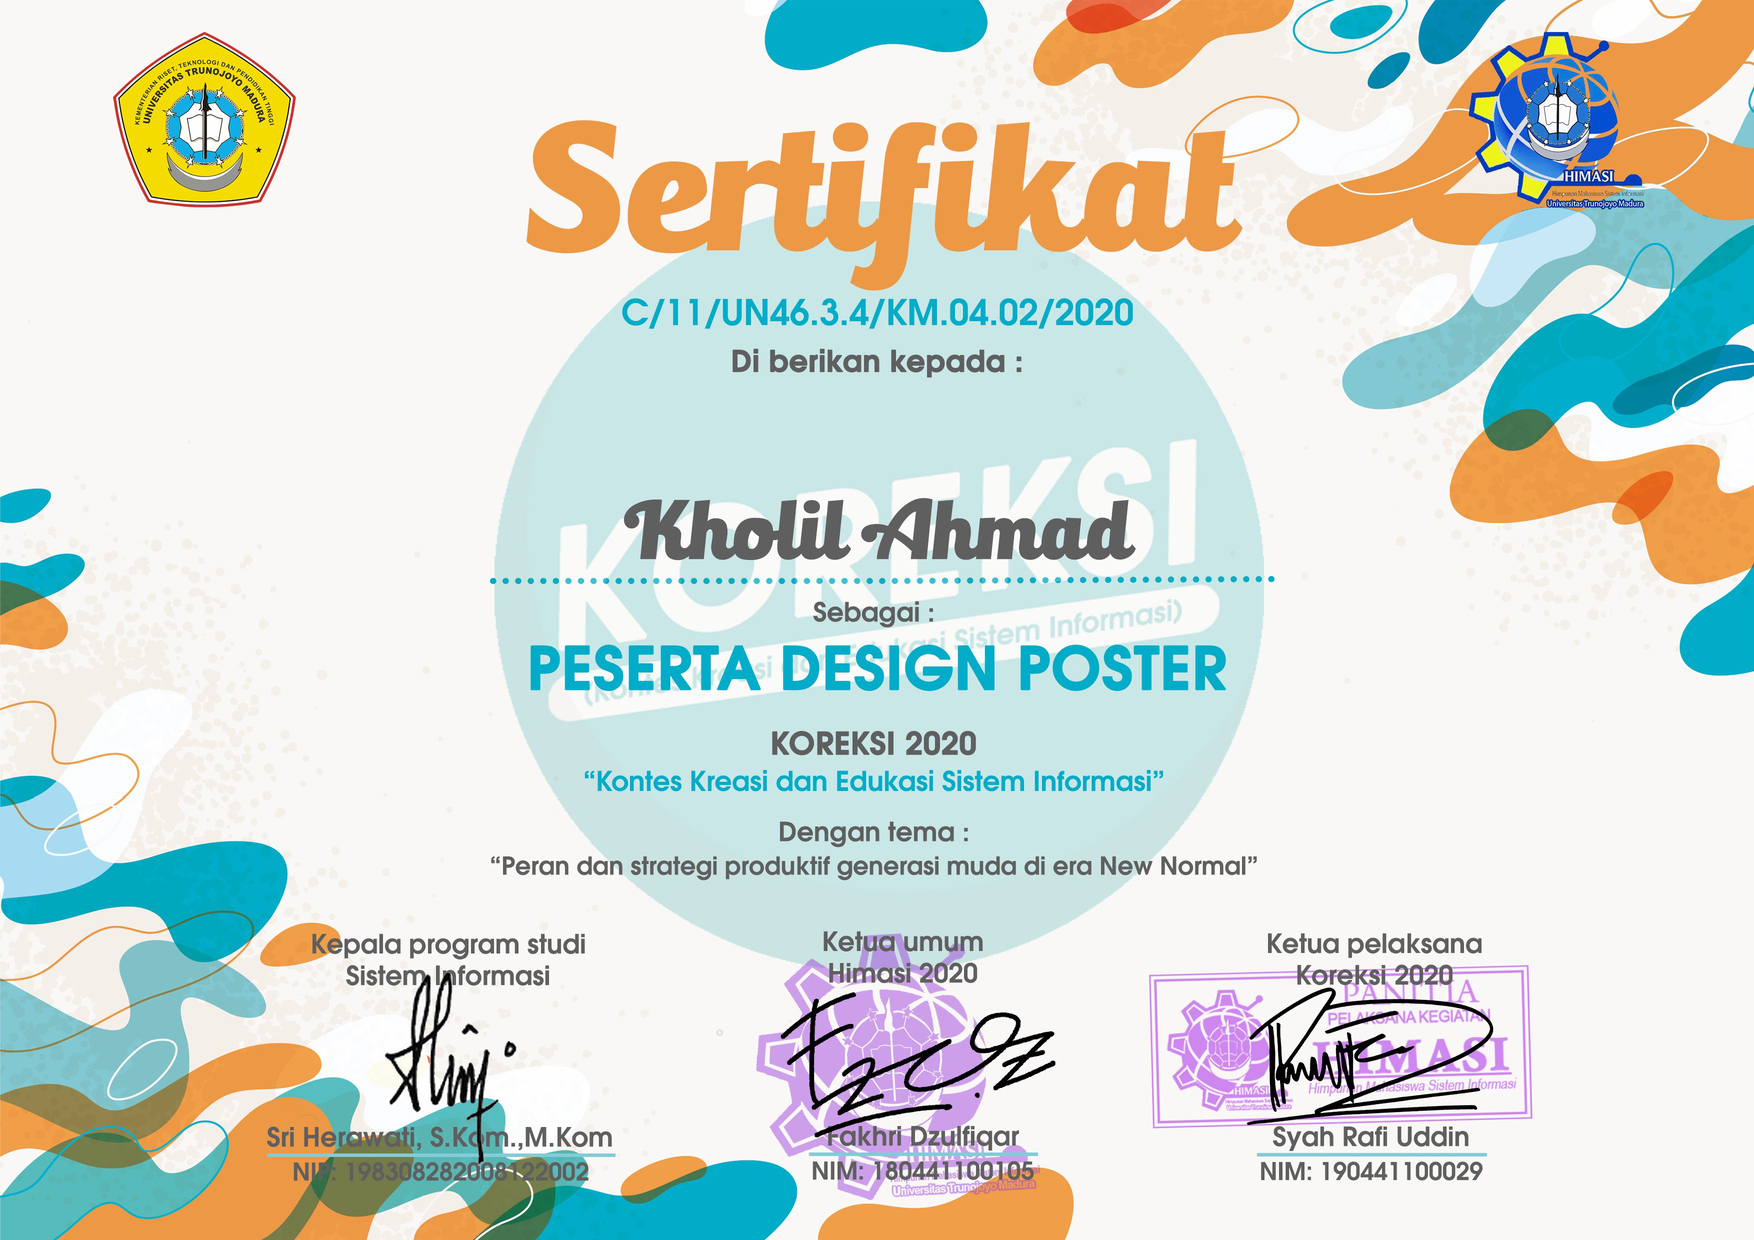 KEMENTERIAN RISET, TEKNOLOGI DAN PENDIDIKAN TINGGI
UNIVERSITAS TRUNOJOYO MADURA
HIMASI
Himpunan Mahasiswa Sistem Informasi
Universitas Trunojoyo Madura
Sertifikat
C/11/UN46.3.4/KM.04.02/2020
Di berikan kepada :
KOREKSI
Kholil Ahmad
Sebagai :
(Kontes Kreasi dan Edukasi Sistem Informasi)
PESERTA DESIGN POSTER
KOREKSI 2020
“Kontes Kreasi dan Edukasi Sistem Informasi”
Dengan tema :
“Peran dan strategi produktif generasi muda di era New Normal”
Kepala program studi
Sistem Informasi
Sri Herawati, S.Kom.,M.Kom
NIP: 198308282008122002
Ketua umum
Himasi 2020
Fakhri Dzulfiqar
NIM: 180441100105
HIMASI
Universitas Trunojoyo Madura
Ketua pelaksana
Koreksi 2020
PANITIA
PELAKSANA KEGIATAN
HIMASI
Himpunan Mahasiswa Sistem Informasi
HIMASI
Syah Rafi Uddin
NIM: 190441100029